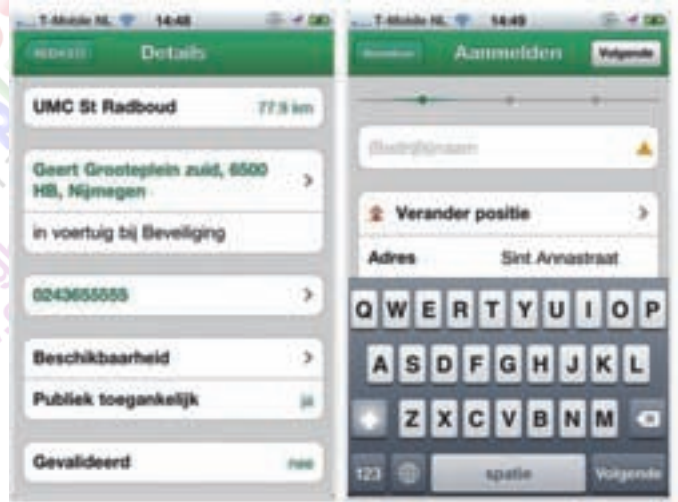 T-Mobile NL
14:48
Details
UMC St Radboud 77.9 km
Geert Grooteplein zuid, 6500
HB, Nijmegen
in voertuig bij Beveiliging
0243655555
Beschikbaarheid
Publiek toegankelijk ja
Gevalideerd nee
T-Mobile NL
14:49
Aanmelden Volgende
Bedrijfsnaam
Verander positie
Adres Sint Annastraat
Q W E R T Y U I O P
A S D F G H J K L
Z X C V B N M
123 spatie Volgende